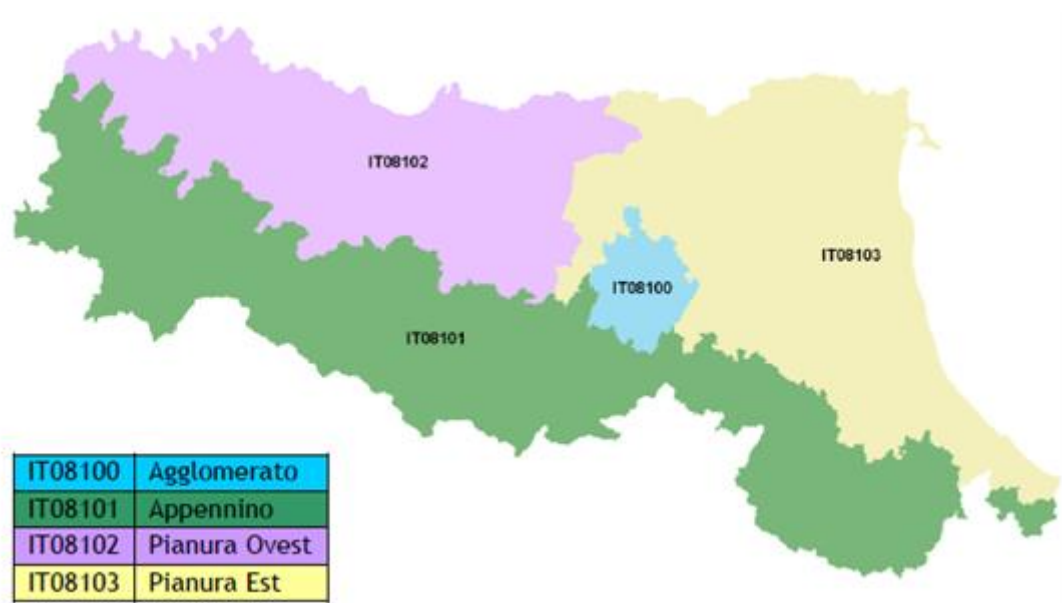 IT08102
IT08103
IT08100
IT08101
IT08100 Agglomerato
IT08101 Appennino
IT08102 Pianura Ovest
IT08103 Pianura Est